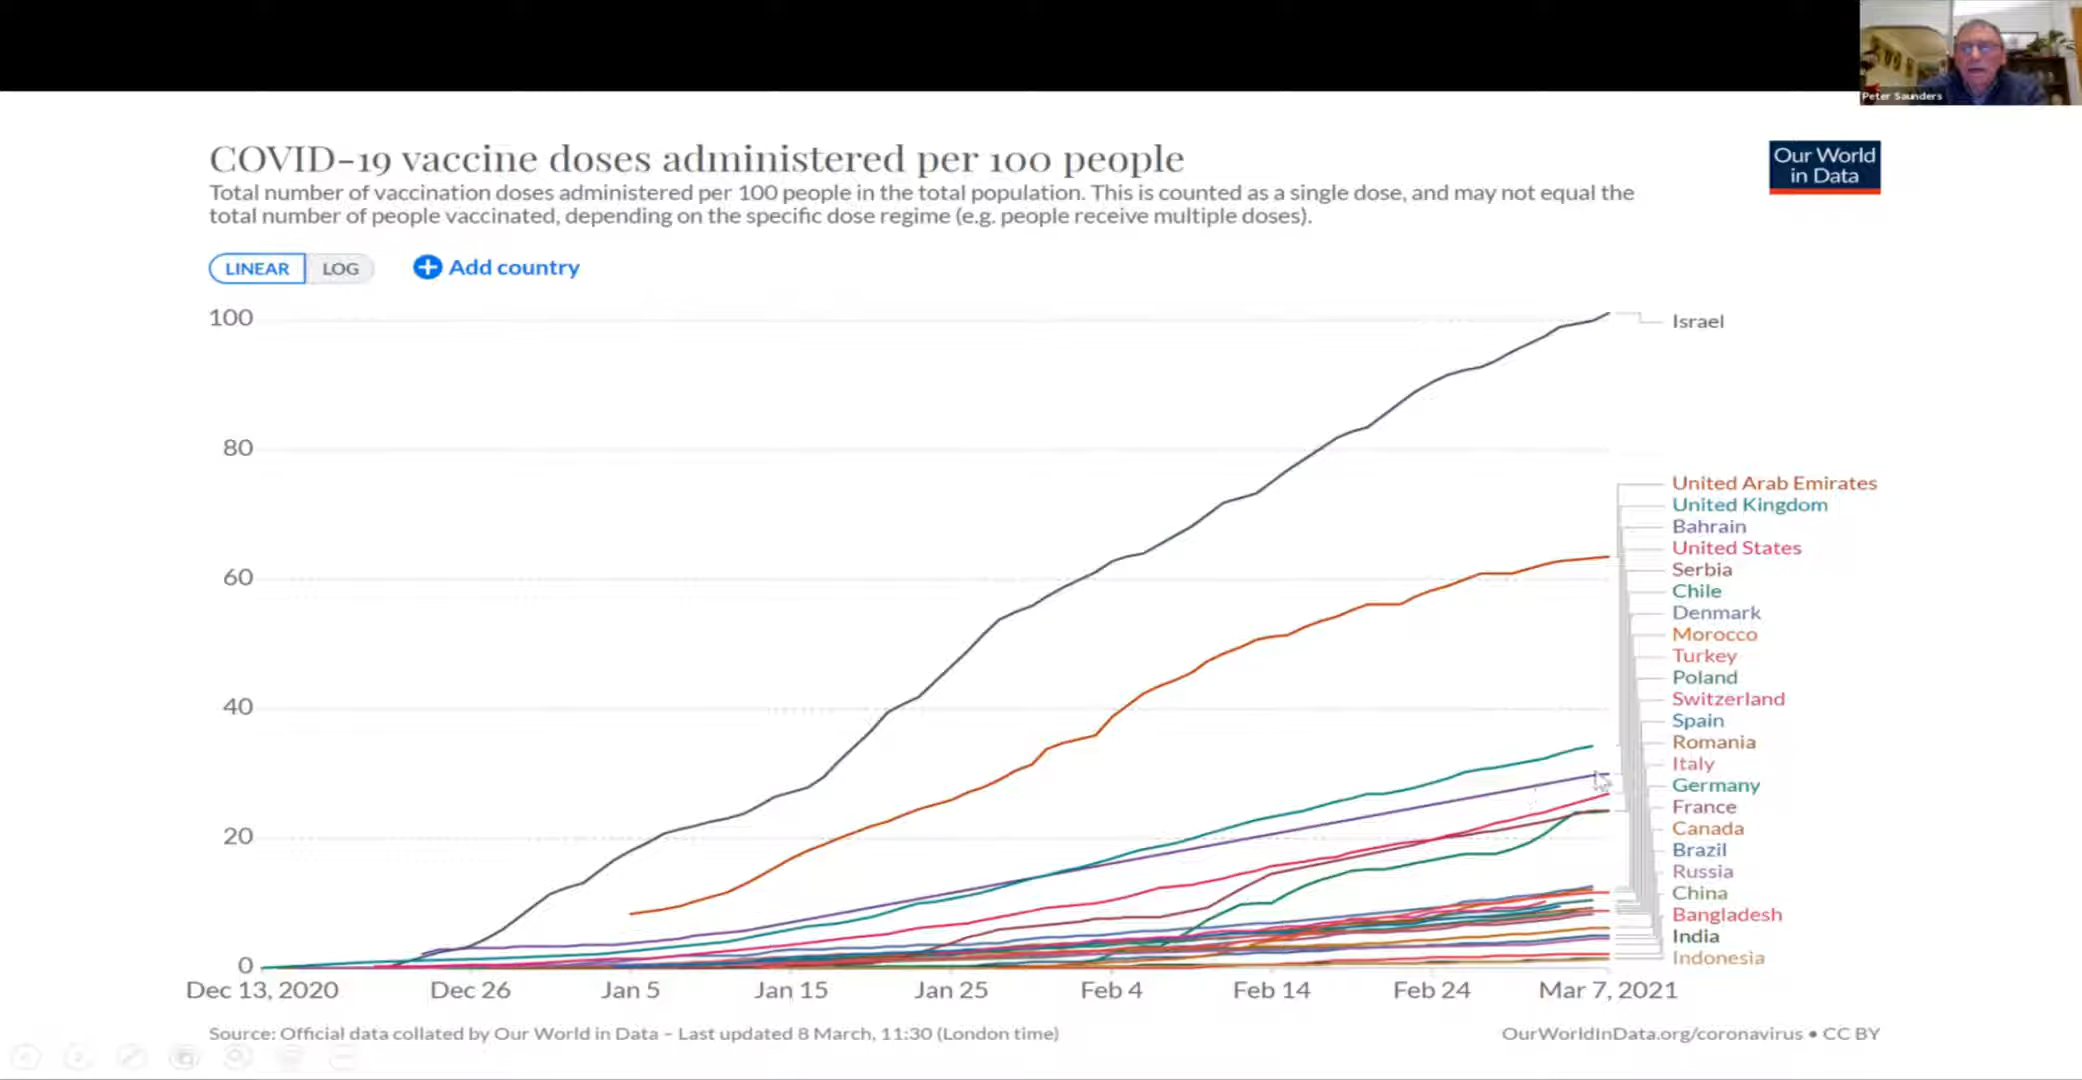 Peter Saunders
COVID-19 vaccine doses administered per 100 people
Our World
in Data
Total number of vaccination doses administered per 100 people in the total population. This is counted as a single dose, and may not equal the
total number of people vaccinated, depending on the specific dose regime (e.g. people receive multiple doses).
LINEAR LOG Add country
100
80
60
40
20
0
Israel
United Arab Emirates
United Kingdom
Bahrain
United States
Serbia
Chile
Denmark
Morocco
Turkey
Poland
Switzerland
Spain
Romania
Italy
Germany
France
Canada
Brazil
Russia
China
Bangladesh
India
Indonesia
Dec 13, 2020 Dec 26 Jan 5 Jan 15 Jan 25 Feb 4 Feb 14 Feb 24 Mar 7, 2021
Source: Official data collated by Our World in Data – Last updated 8 March, 11:30 (London time)
OurWorldInData.org/coronavirus • CC BY